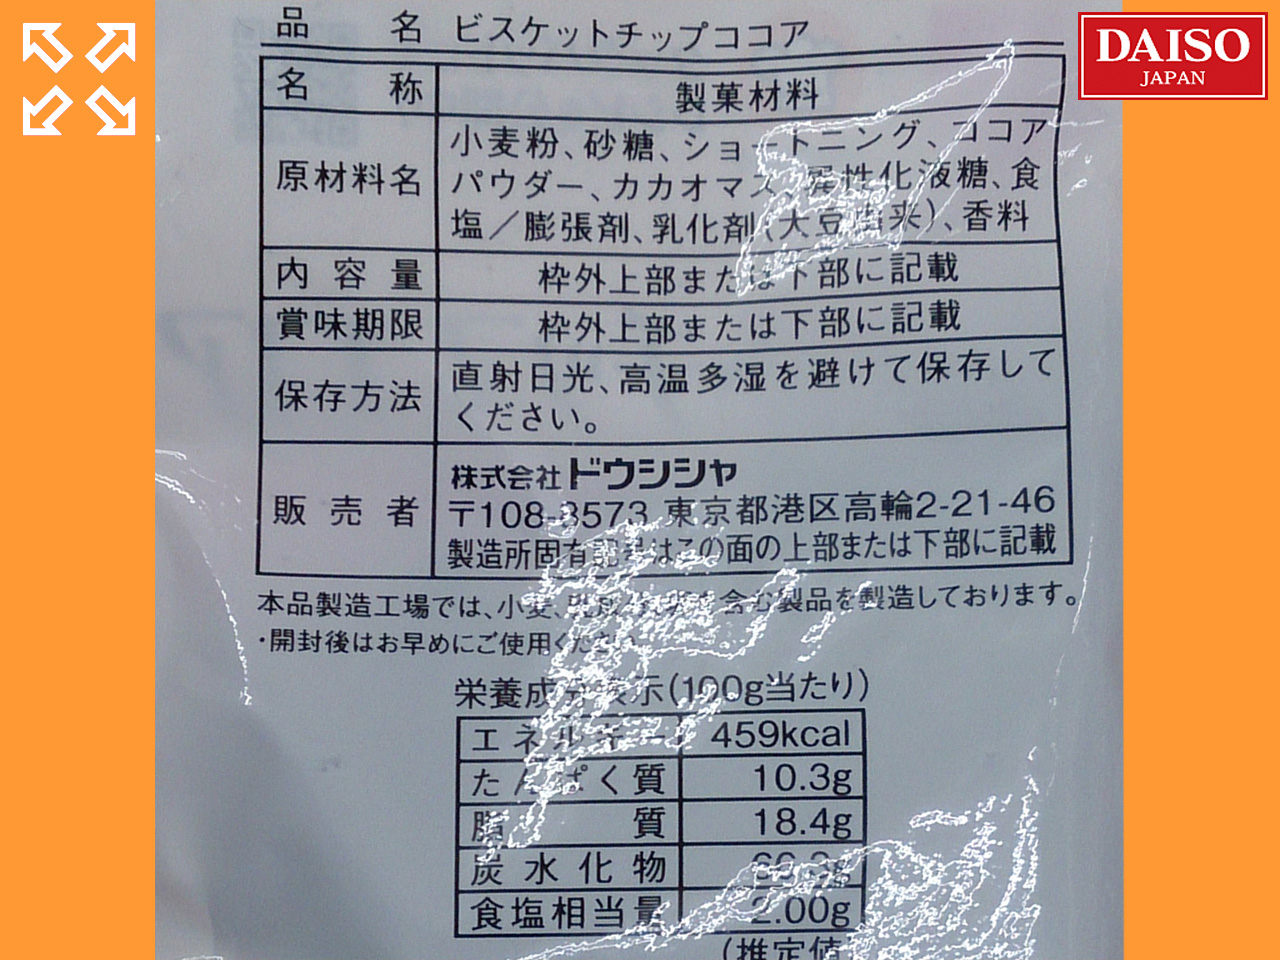 DAISO
JAPAN
品名 ビスケットチップココア
名称 製菓材料
原材料名 小麦粉、砂糖、ショートニング、ココア
パウダー、カカオマス、異性化液糖、食
塩／膨張剤、乳化剤(大豆由来)、香料
内容量 枠外上部または下部に記載
賞味期限 枠外上部または下部に記載
保存方法 直射日光、高温多湿を避けて保存して
ください。
販売者 株式会社ドウシシャ
〒108-8573 東京都港区高輪2-21-46
製造所固有記号はこの面の上部または下部に記載
本品製造工場では、小麦、を含む製品を製造しております。
・開封後はお早めにご使用ください
栄養成分表示(100g当たり)
エネルギー 459kcal
たんぱく質 10.3g
脂質 18.4g
炭水化物
食塩相当量 2.00g
(推定値)